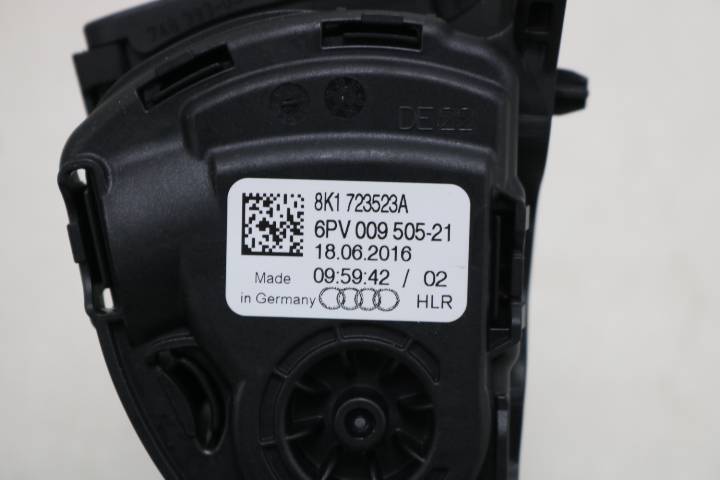 DE22
8K1 723523A
6PV 009 505-21
18.06.2016
Made 09:59:42 / 02
in Germany HLR